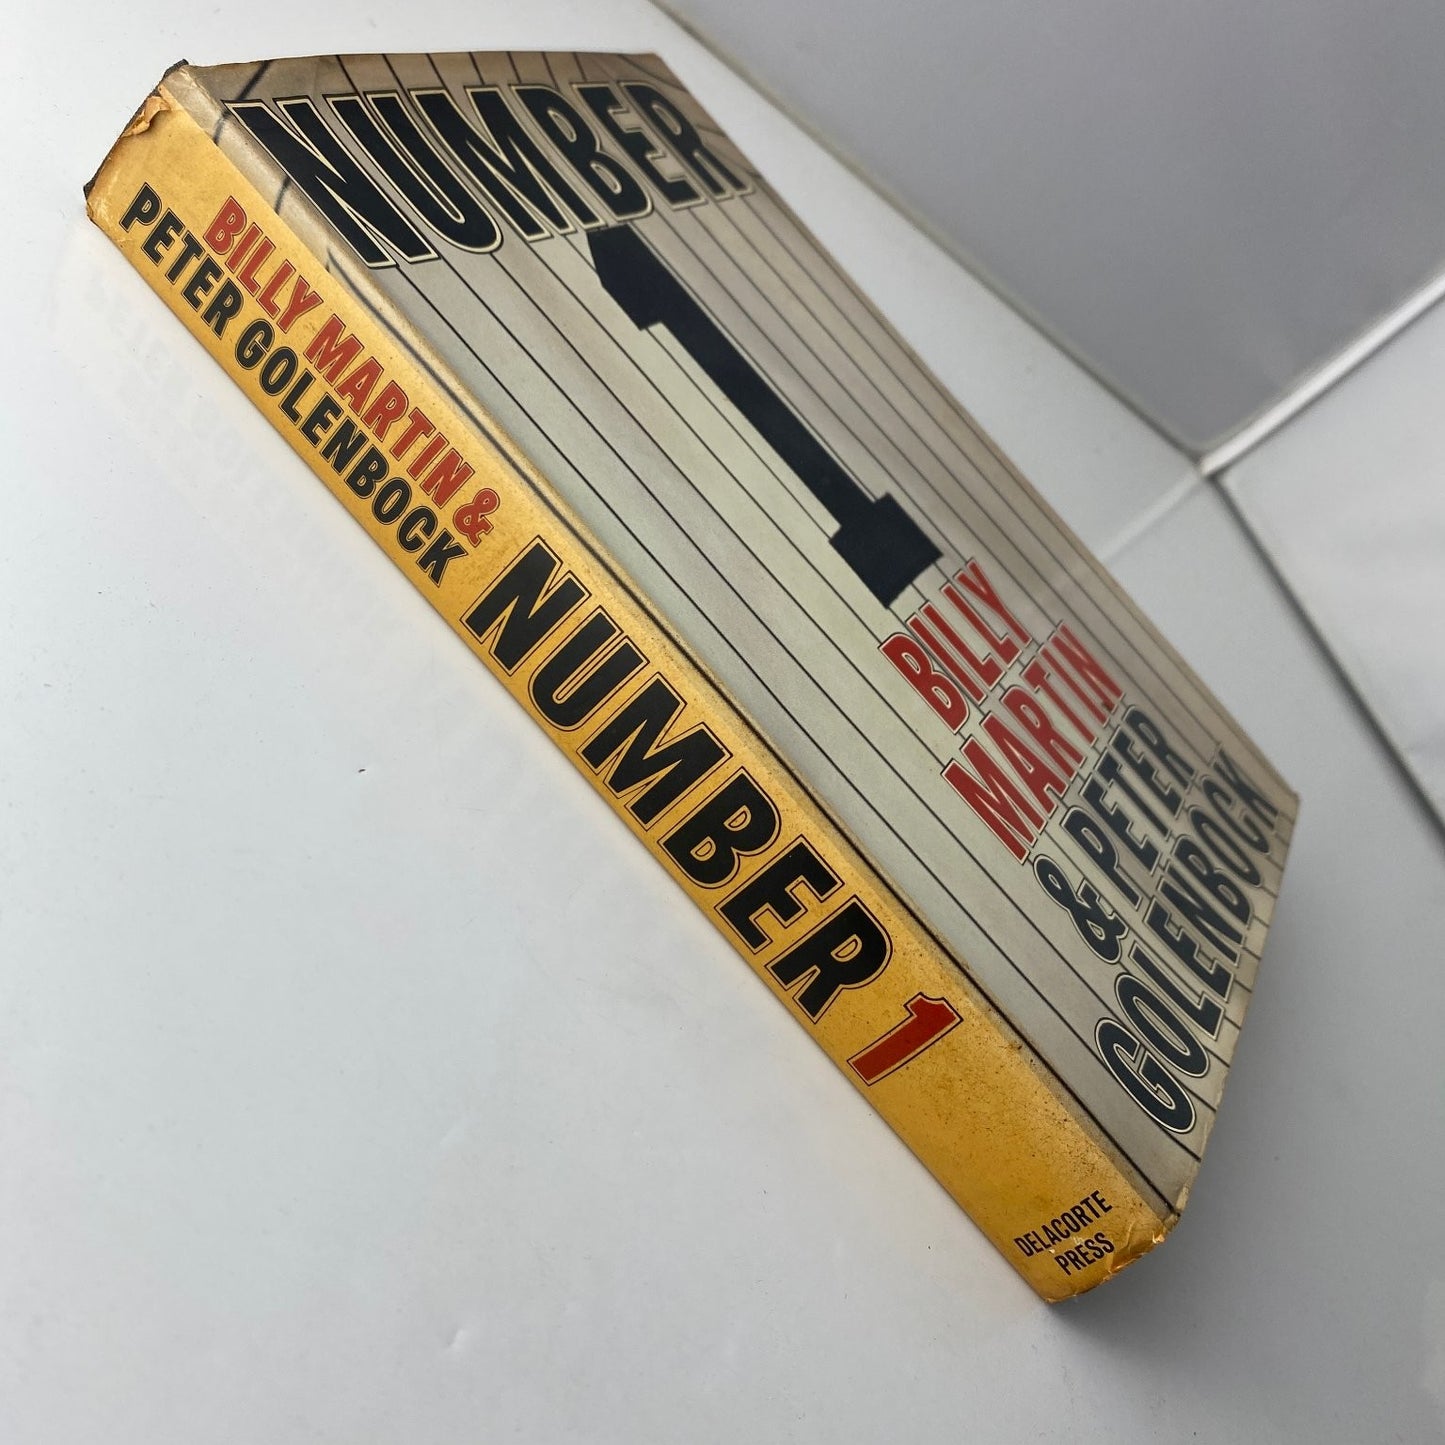 NUMBER
1
BILLY
MARTIN
& PETER
GOLENBOCK
BILLY MARTIN &
PETER GOLENBOCK
NUMBER 1
DELACORTE
PRESS